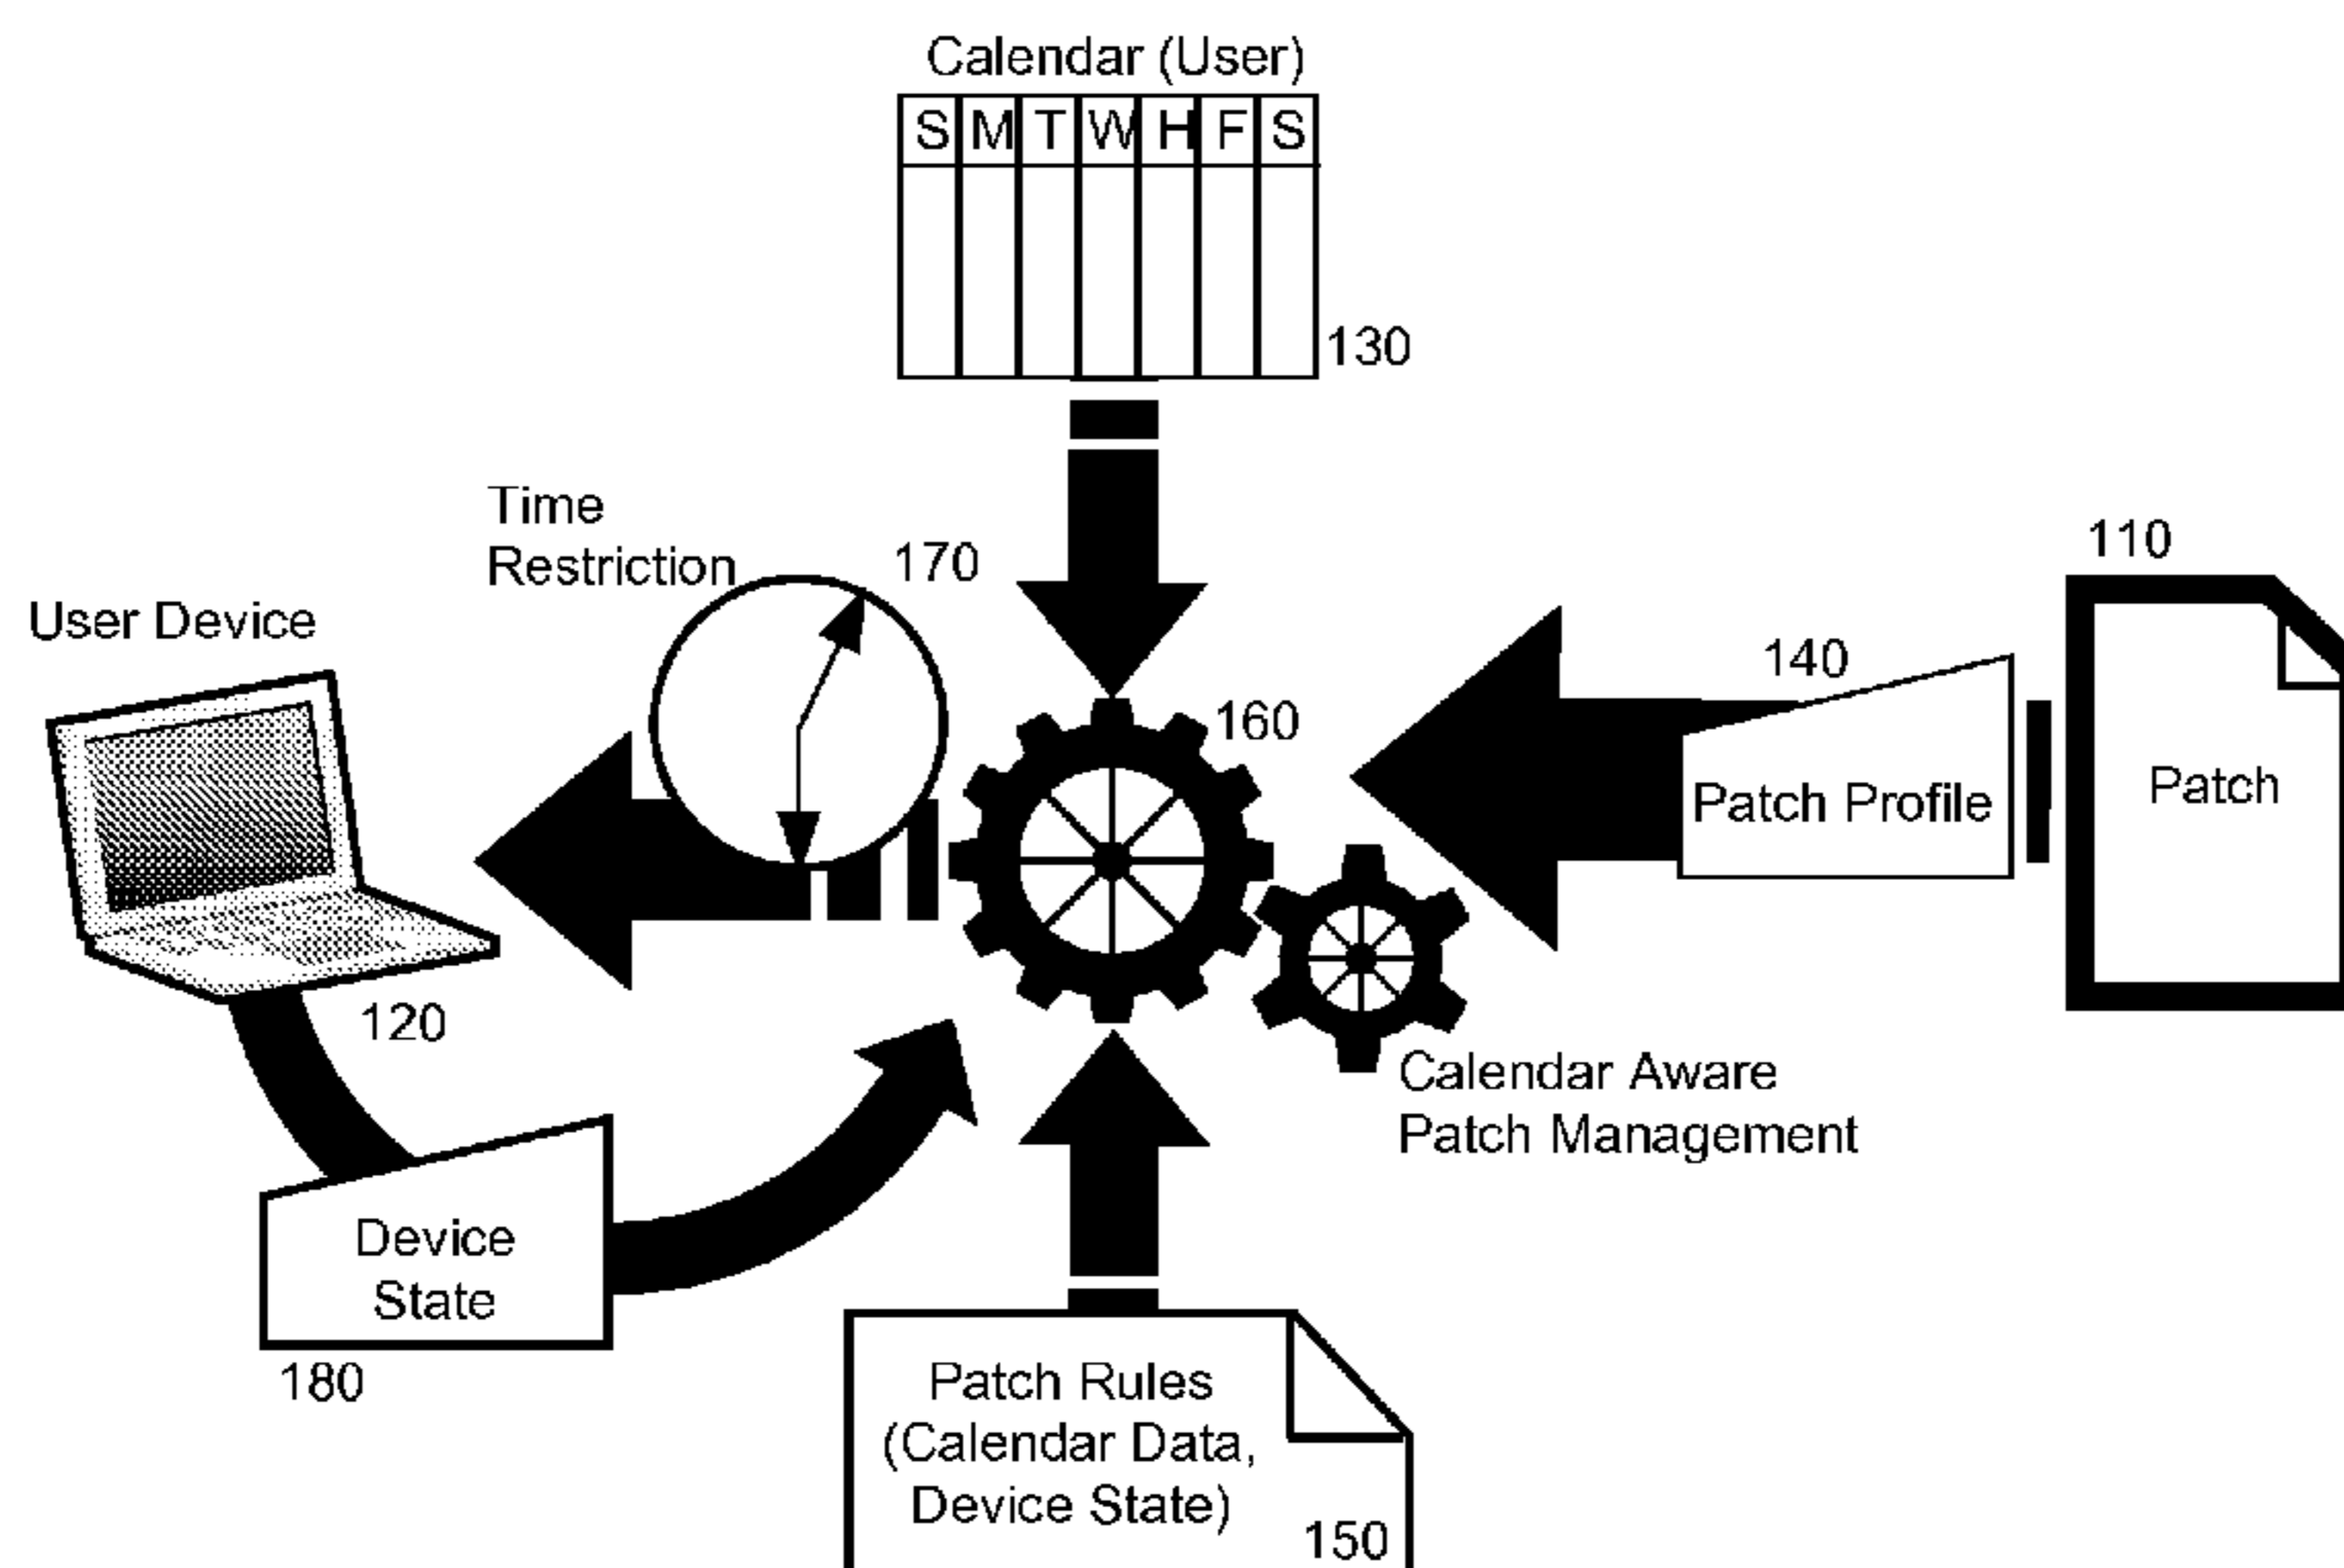 Calendar (User)
S M T W H F S
130
Time
Restriction
170
User Device
110
140
160
Patch Profile
Patch
120
Calendar Aware
Patch Management
Device
State
180
Patch Rules
(Calendar Data,
Device State)
150